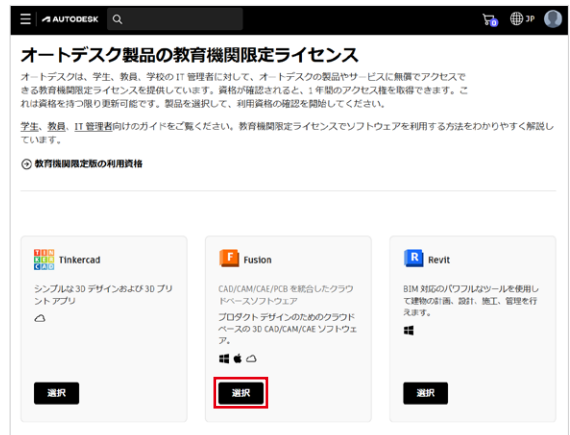 AUTODESK
JP
オートデスク製品の教育機関限定ライセンス
オートデスクは、学生、教員、学校の IT 管理者に対して、オートデスクの製品やサービスに無償でアクセスで
きる教育機関限定ライセンスを提供しています。資格が確認されると、1 年間のアクセス権を取得できます。こ
れは資格を持つ限り更新可能です。製品を選択して、利用資格の確認を開始してください。
学生、教員、IT 管理者向けのガイドをご覧ください。教育機関限定ライセンスでソフトウェアを利用する方法をわかりやすく解説し
ています。
教育機関限定版の利用資格
TINKERCAD
Tinkercad
シンプルな 3D デザインおよび 3D プリ
ント アプリ
選択
F
Fusion
CAD/CAM/CAE/PCB を統合したクラウ
ドベースソフトウェア
プロダクト デザインのためのクラウド
ベースの 3D CAD/CAM/CAE ソフトウェ
ア。
選択
R
Revit
BIM 対応のパワフルなツールを使用し
て建物の計画、設計、施工、管理を行
えます。
選択